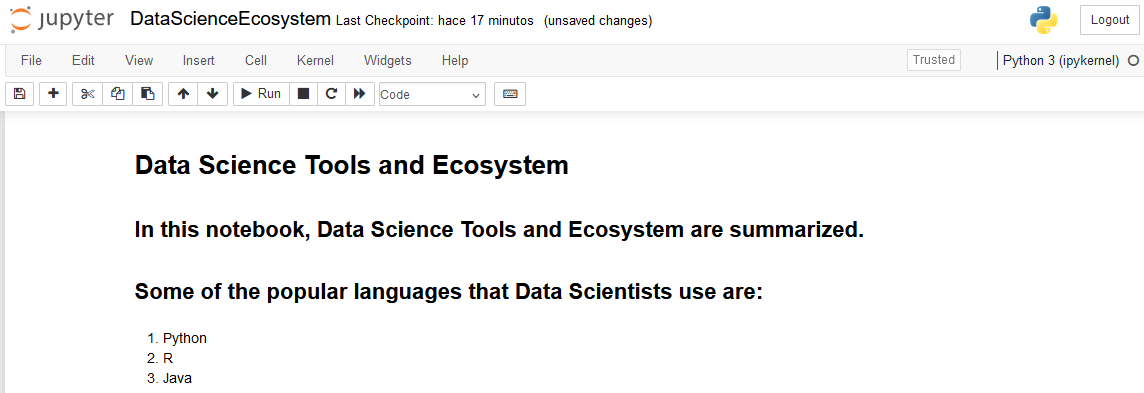 jupyter DataScienceEcosystem Last Checkpoint: hace 17 minutos (unsaved changes) Logout
File Edit View Insert Cell Kernel Widgets Help Trusted Python 3 (ipykernel)
Run Code
Data Science Tools and Ecosystem
In this notebook, Data Science Tools and Ecosystem are summarized.
Some of the popular languages that Data Scientists use are:
1. Python
2. R
3. Java